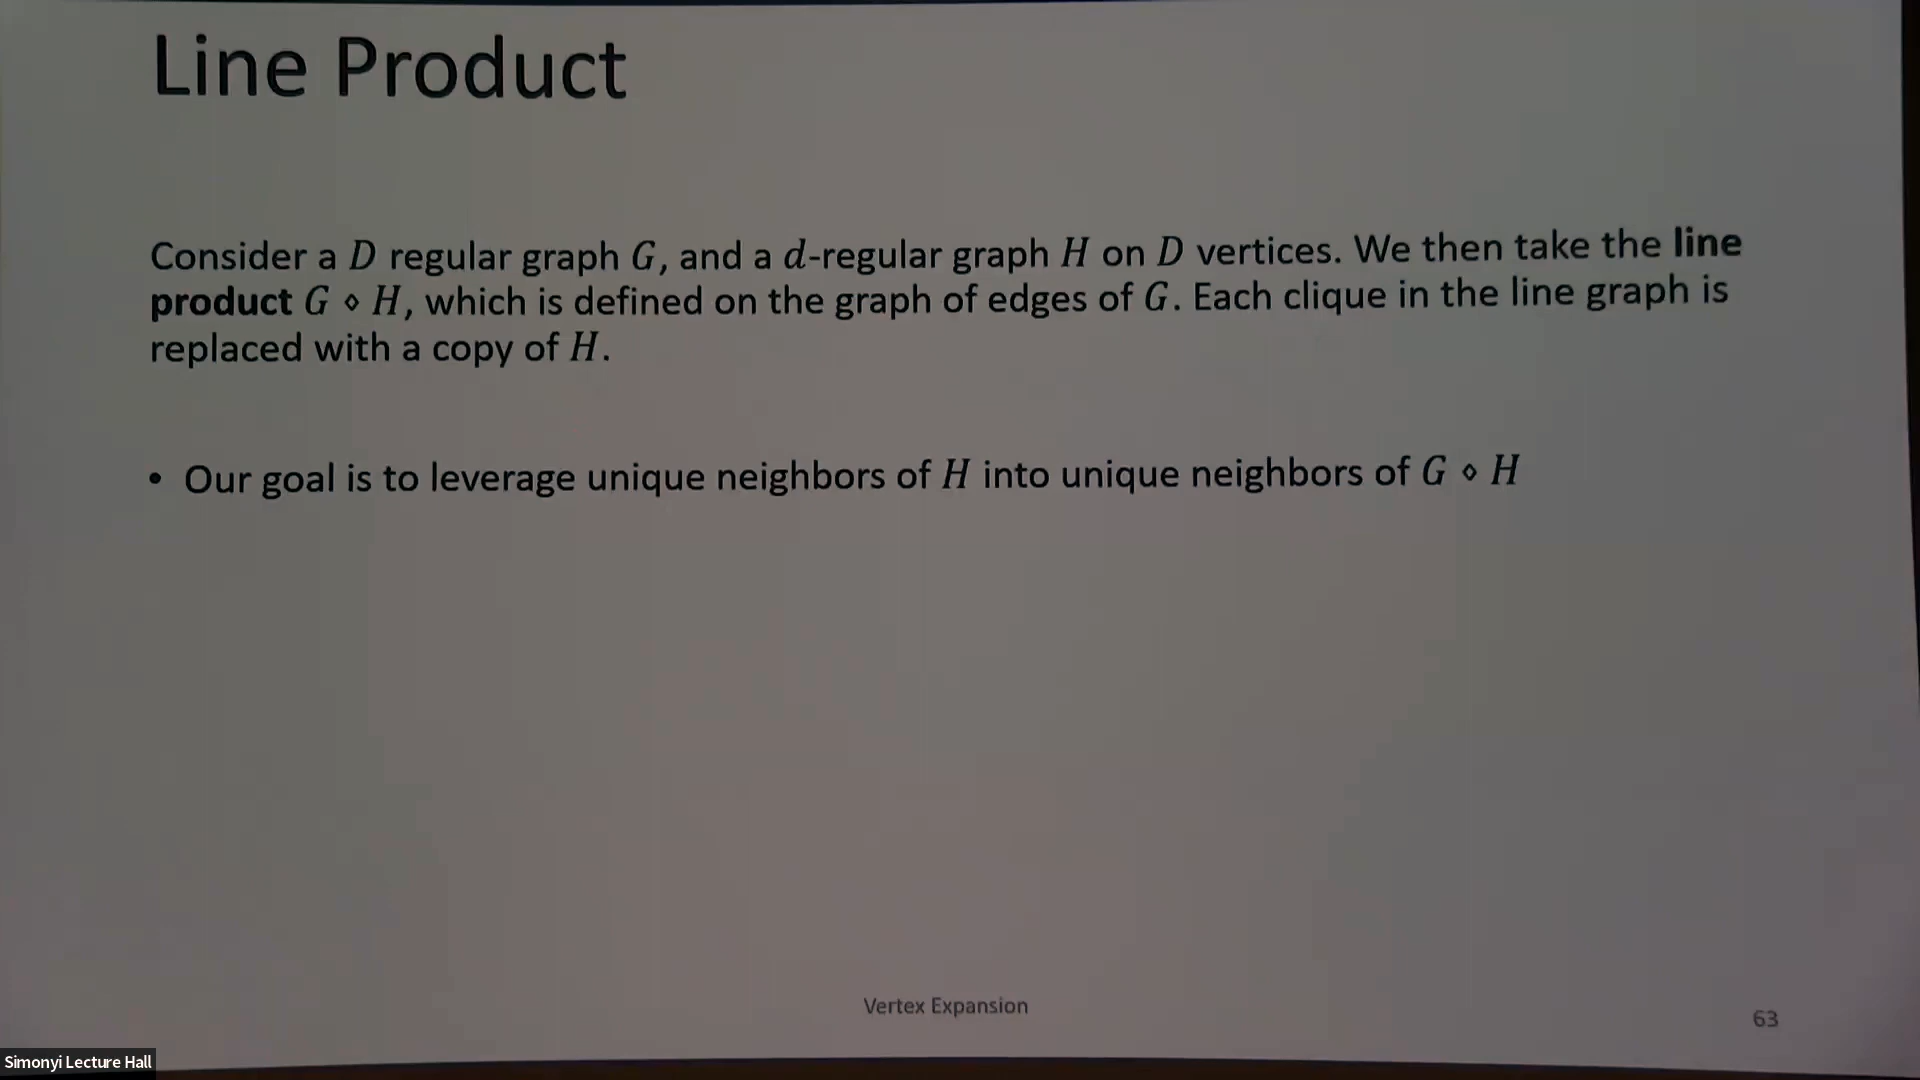 Line Product
Consider a D regular graph G, and a d-regular graph H on D vertices. We then take the line
product G ⋄ H, which is defined on the graph of edges of G. Each clique in the line graph is
replaced with a copy of H.
• Our goal is to leverage unique neighbors of H into unique neighbors of G ⋄ H
Vertex Expansion
63
Simonyi Lecture Hall